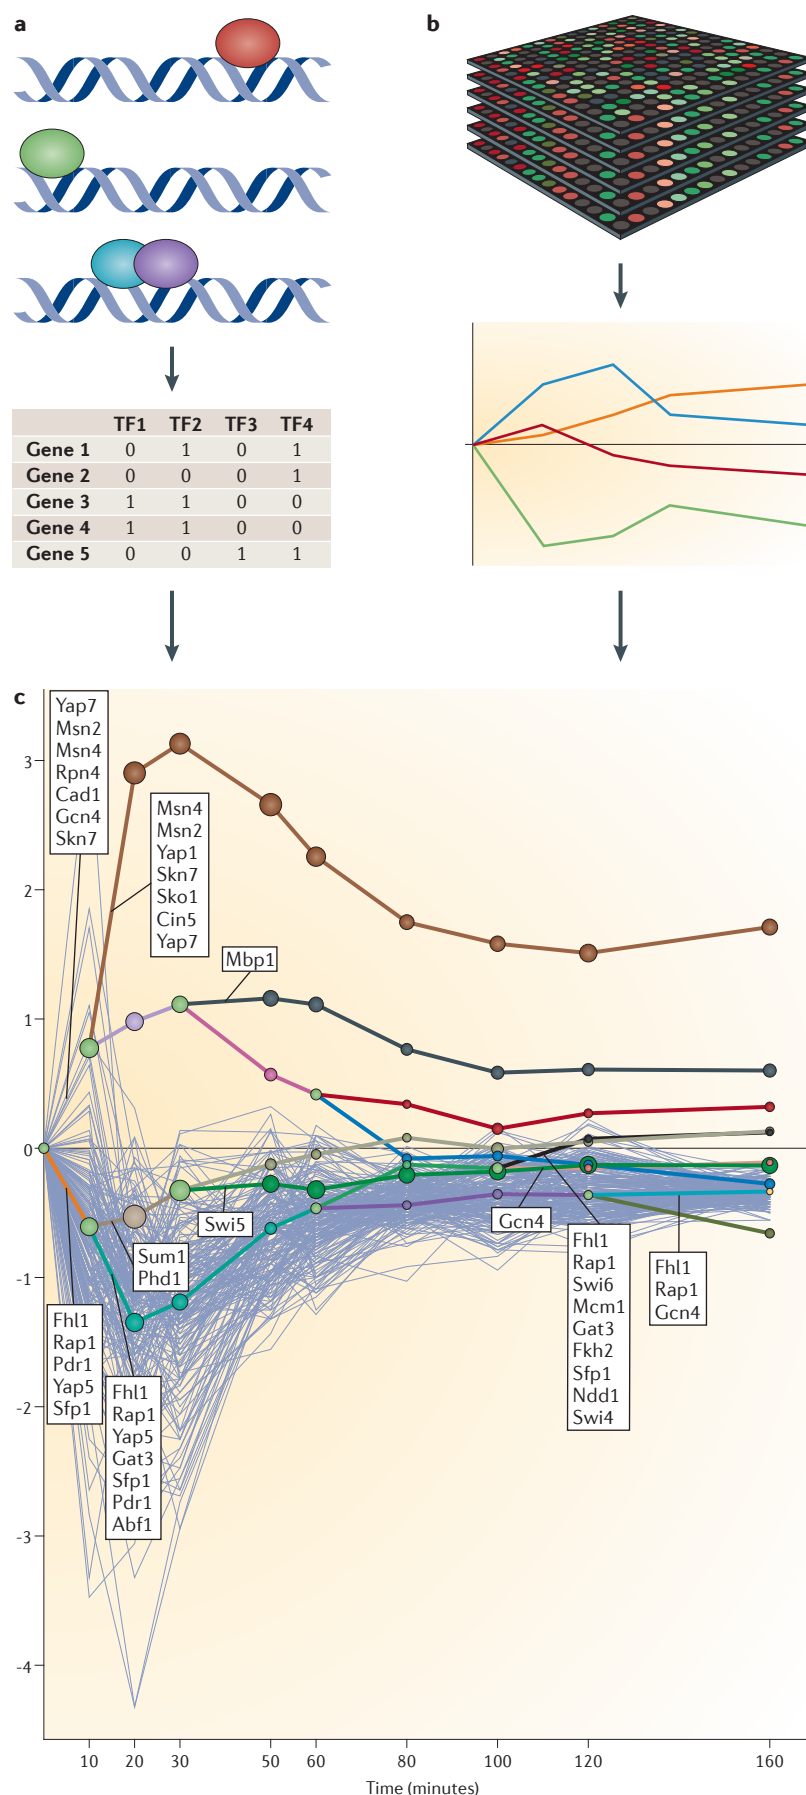 a
b
TF1 TF2 TF3 TF4
Gene 1 0 1 0 1
Gene 2 0 0 0 1
Gene 3 1 1 0 0
Gene 4 1 1 0 0
Gene 5 0 0 1 1
c
Yap7
Msn2
Msn4
Rpn4
Cad1
Gcn4
Skn7
Msn4
Msn2
Yap1
Skn7
Sko1
Cin5
Yap7
Mbp1
Swi5
Sum1
Phd1
Gcn4
Fhl1
Rap1
Pdr1
Yap5
Sfp1
Fhl1
Rap1
Yap5
Gat3
Sfp1
Pdr1
Abf1
Fhl1
Rap1
Swi6
Mcm1
Gat3
Fkh2
Sfp1
Ndd1
Swi4
Fhl1
Rap1
Gcn4
3
2
1
0
-1
-2
-3
-4
10 20 30 50 60 80 100 120 160
Time (minutes)